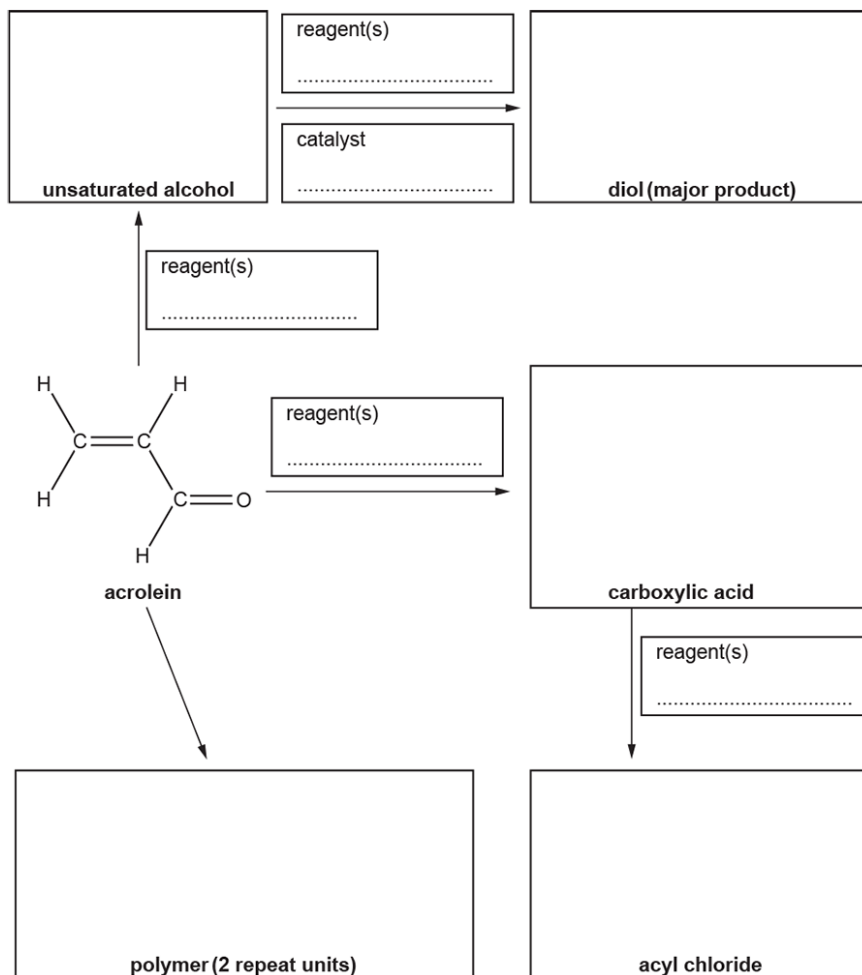 reagent(s)
.................................
catalyst
.................................
unsaturated alcohol
diol (major product)
reagent(s)
.................................
H
H
C
C
H
C
O
H
acrolein
reagent(s)
.................................
carboxylic acid
reagent(s)
.................................
polymer (2 repeat units)
acyl chloride